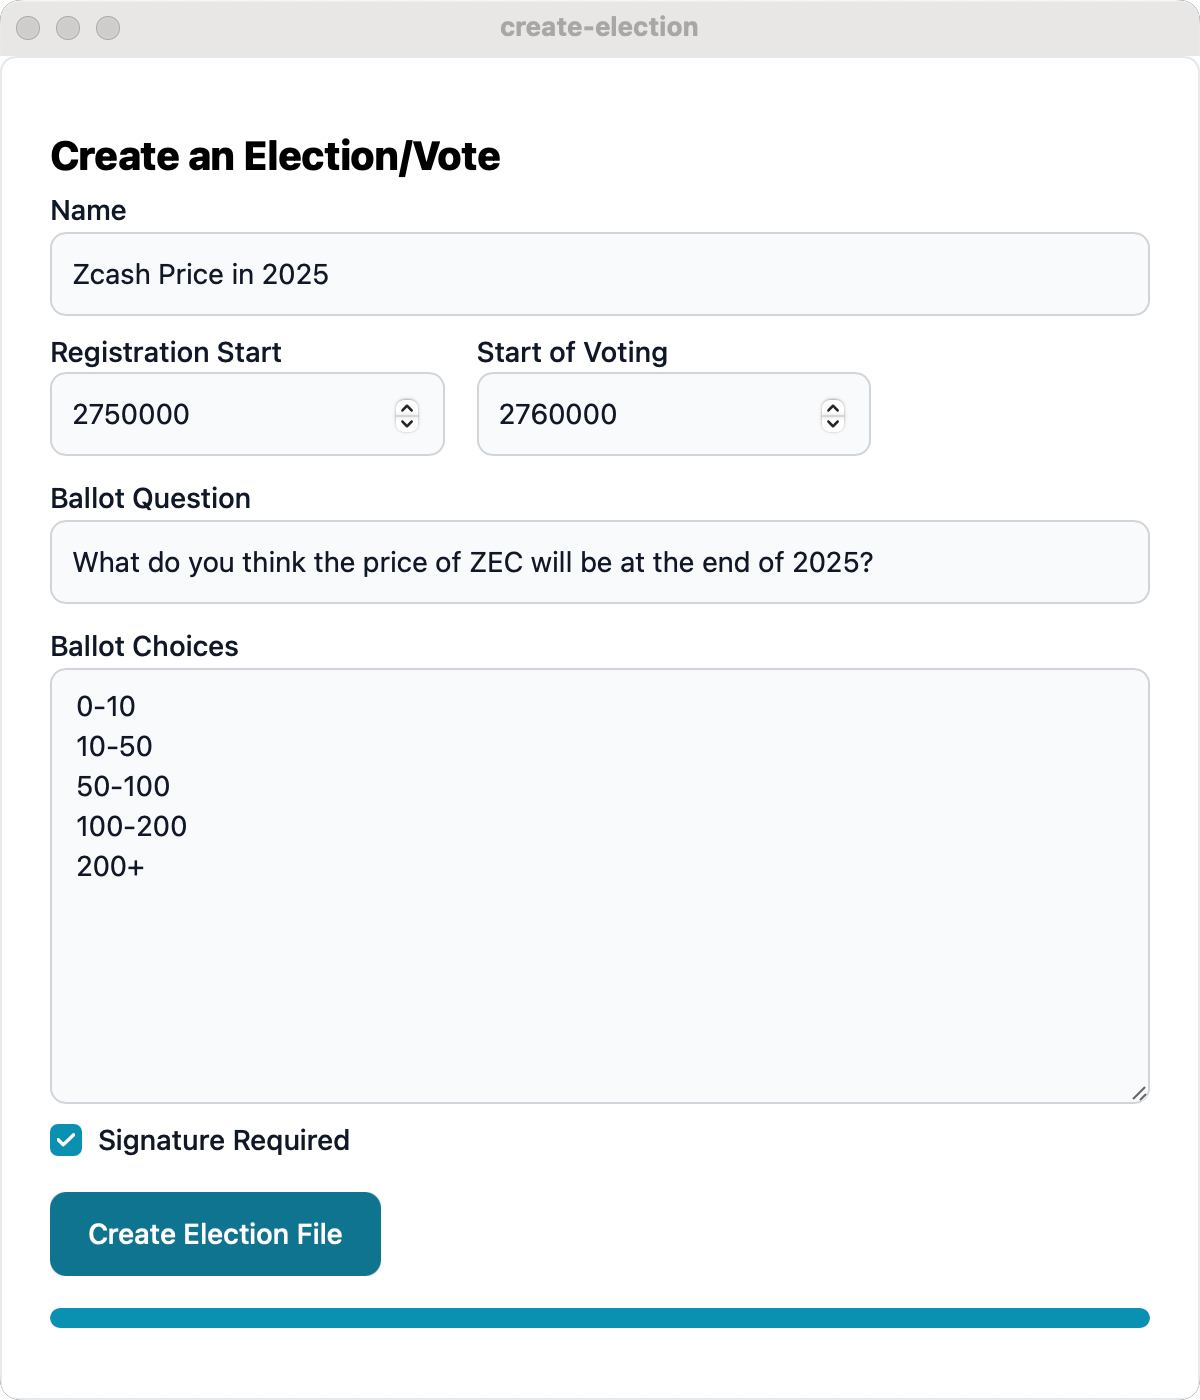 create-election
Create an Election/Vote
Name
Zcash Price in 2025
Registration Start
Start of Voting
2750000
2760000
Ballot Question
What do you think the price of ZEC will be at the end of 2025?
Ballot Choices
0-10
10-50
50-100
100-200
200+
Signature Required
Create Election File